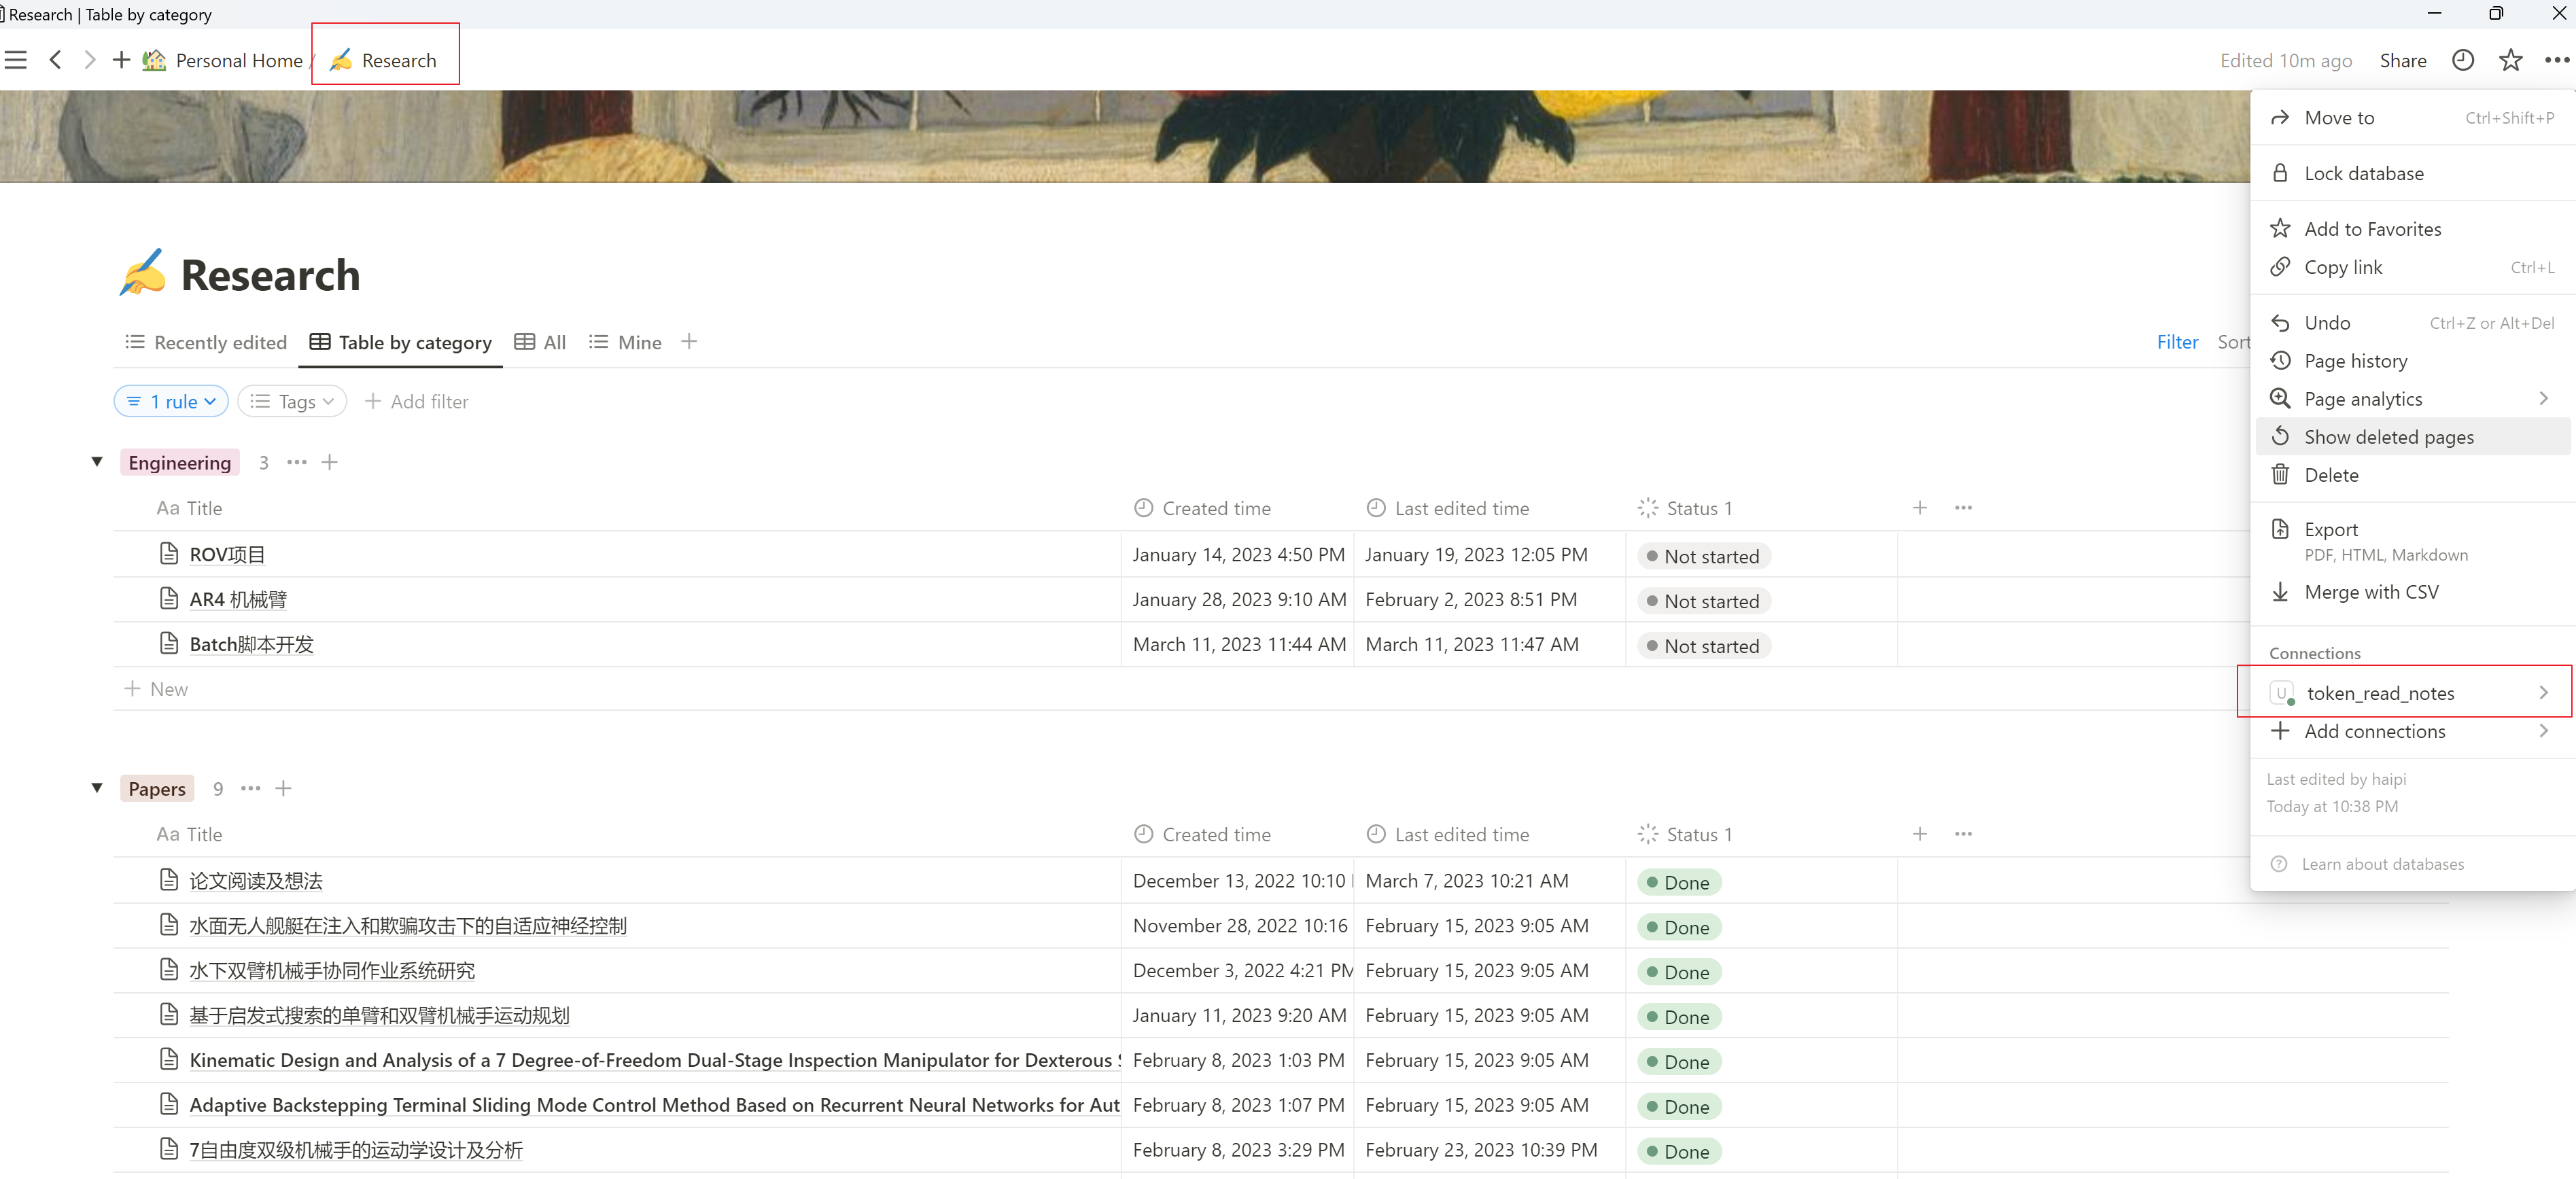 Research | Table by category
Personal Home / Research
Edited 10m ago Share
Move to Ctrl+Shift+P
Lock database
Add to Favorites
Copy link Ctrl+L
Undo Ctrl+Z or Alt+Del
Page history
Page analytics
Show deleted pages
Delete
Export
PDF, HTML, Markdown
Merge with CSV
Connections
U token_read_notes
Add connections
Last edited by haipi
Today at 10:38 PM
Learn about databases
Research
Recently edited Table by category All Mine
Filter Sort
1 rule Tags Add filter
Engineering 3
Aa Title Created time Last edited time Status 1
ROV项目 January 14, 2023 4:50 PM January 19, 2023 12:05 PM Not started
AR4 机械臂 January 28, 2023 9:10 AM February 2, 2023 8:51 PM Not started
Batch脚本开发 March 11, 2023 11:44 AM March 11, 2023 11:47 AM Not started
New
Papers 9
Aa Title Created time Last edited time Status 1
论文阅读及想法 December 13, 2022 10:10 March 7, 2023 10:21 AM Done
水面无人舰艇在注入和欺骗攻击下的自适应神经控制 November 28, 2022 10:16 February 15, 2023 9:05 AM Done
水下双臂机械手协同作业系统研究 December 3, 2022 4:21 PM February 15, 2023 9:05 AM Done
基于启发式搜索的单臂和双臂机械手运动规划 January 11, 2023 9:20 AM February 15, 2023 9:05 AM Done
Kinematic Design and Analysis of a 7 Degree-of-Freedom Dual-Stage Inspection Manipulator for Dexterous February 8, 2023 1:03 PM February 15, 2023 9:05 AM Done
Adaptive Backstepping Terminal Sliding Mode Control Method Based on Recurrent Neural Networks for Aut February 8, 2023 1:07 PM February 15, 2023 9:05 AM Done
7自由度双级机械手的运动学设计及分析 February 8, 2023 3:29 PM February 23, 2023 10:39 PM Done